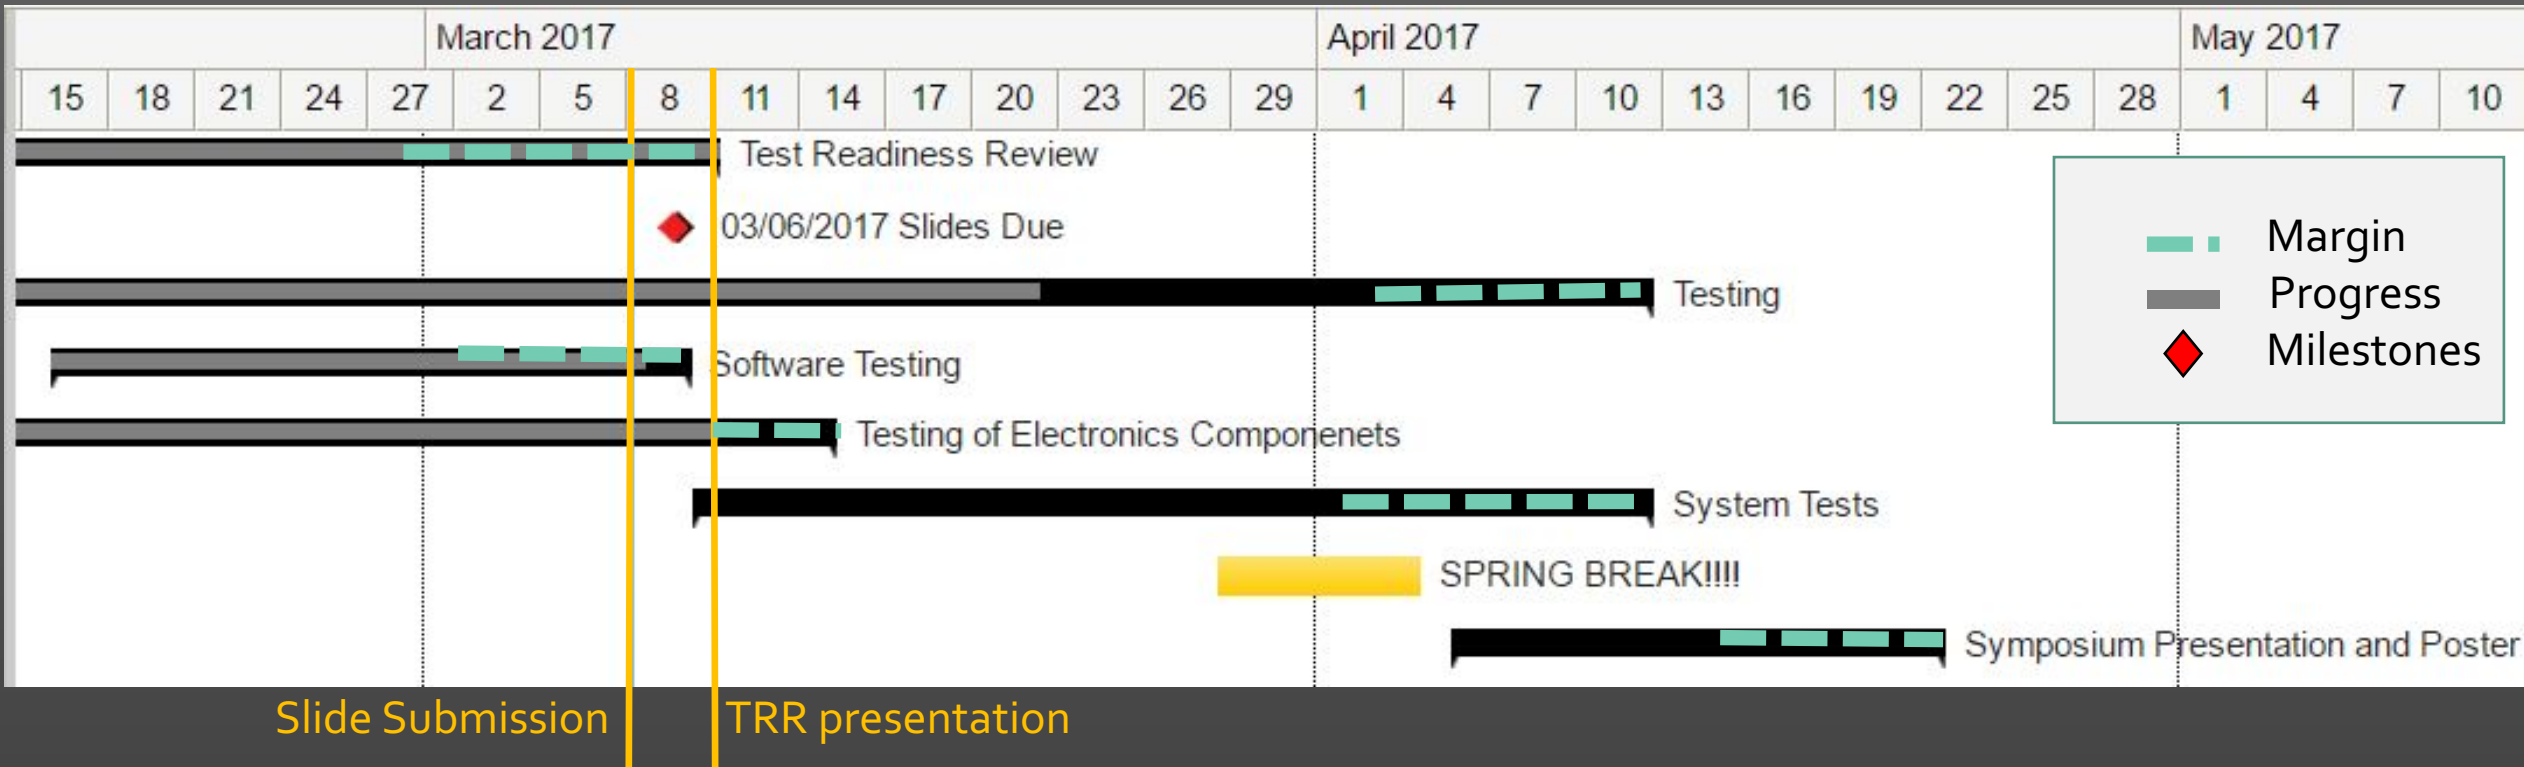 March 2017 April 2017 May 2017
15 18 21 24 27 2 5 8 11 14 17 20 23 26 29 1 4 7 10 13 16 19 22 25 28 1 4 7 10
Test Readiness Review
03/06/2017 Slides Due
Testing
Software Testing
Testing of Electronics Componenets
System Tests
SPRING BREAK!!!!
Symposium Presentation and Poster
Margin
Progress
Milestones
Slide Submission
TRR presentation